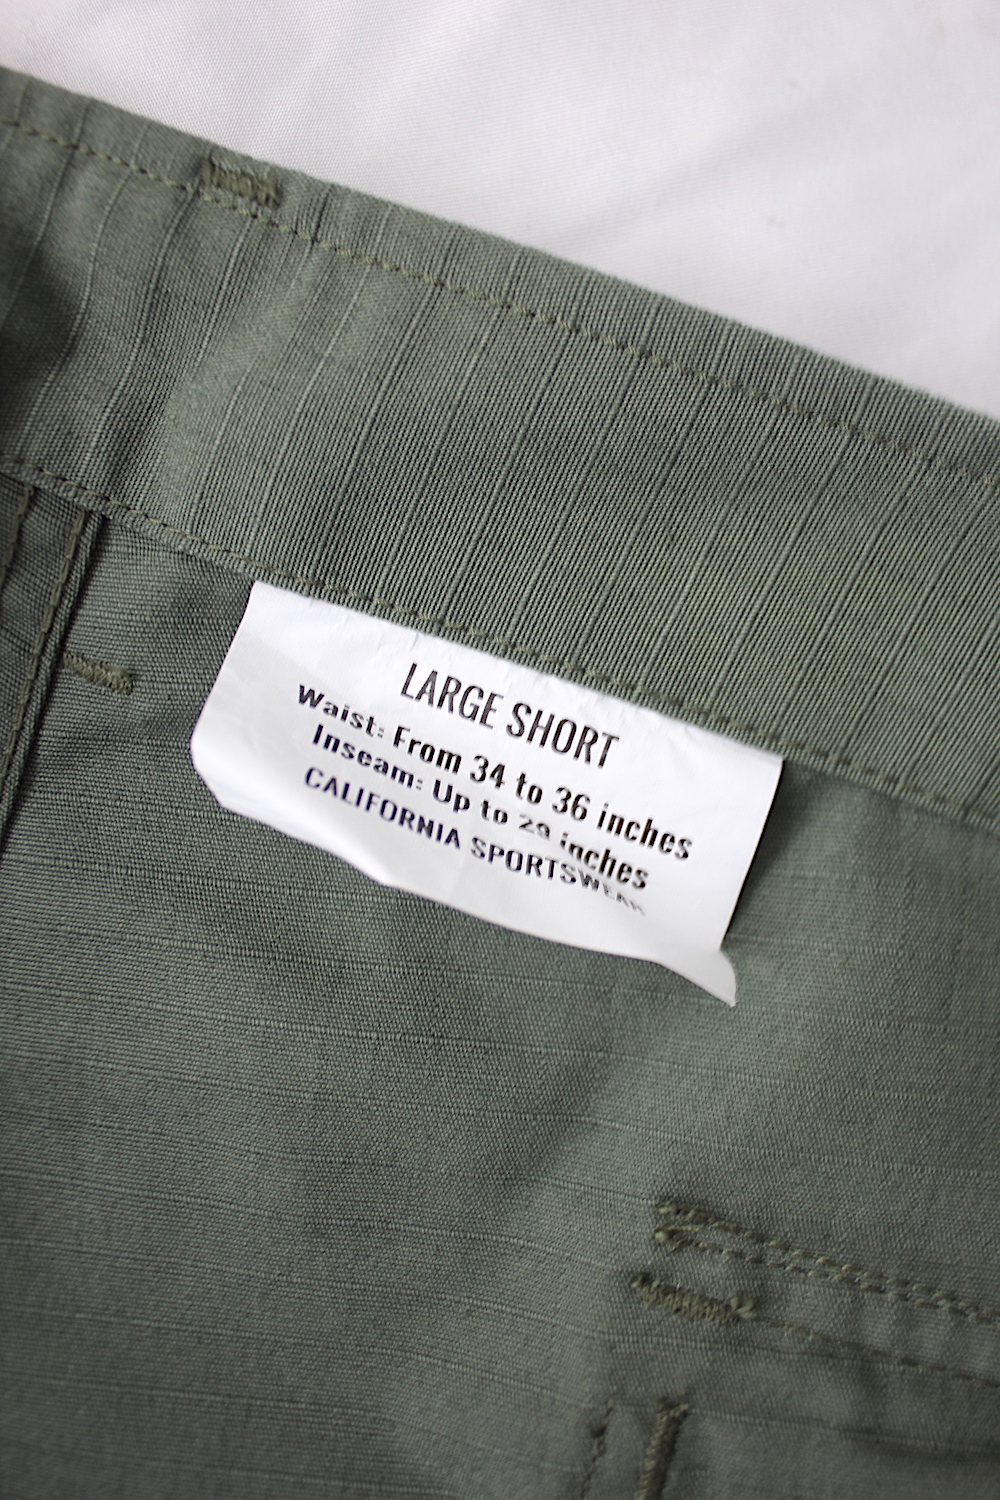 LARGE SHORT
Waist: From 34 to 36 inches
Inseam: Up to 29 inches
CALIFORNIA SPORTSWEAR